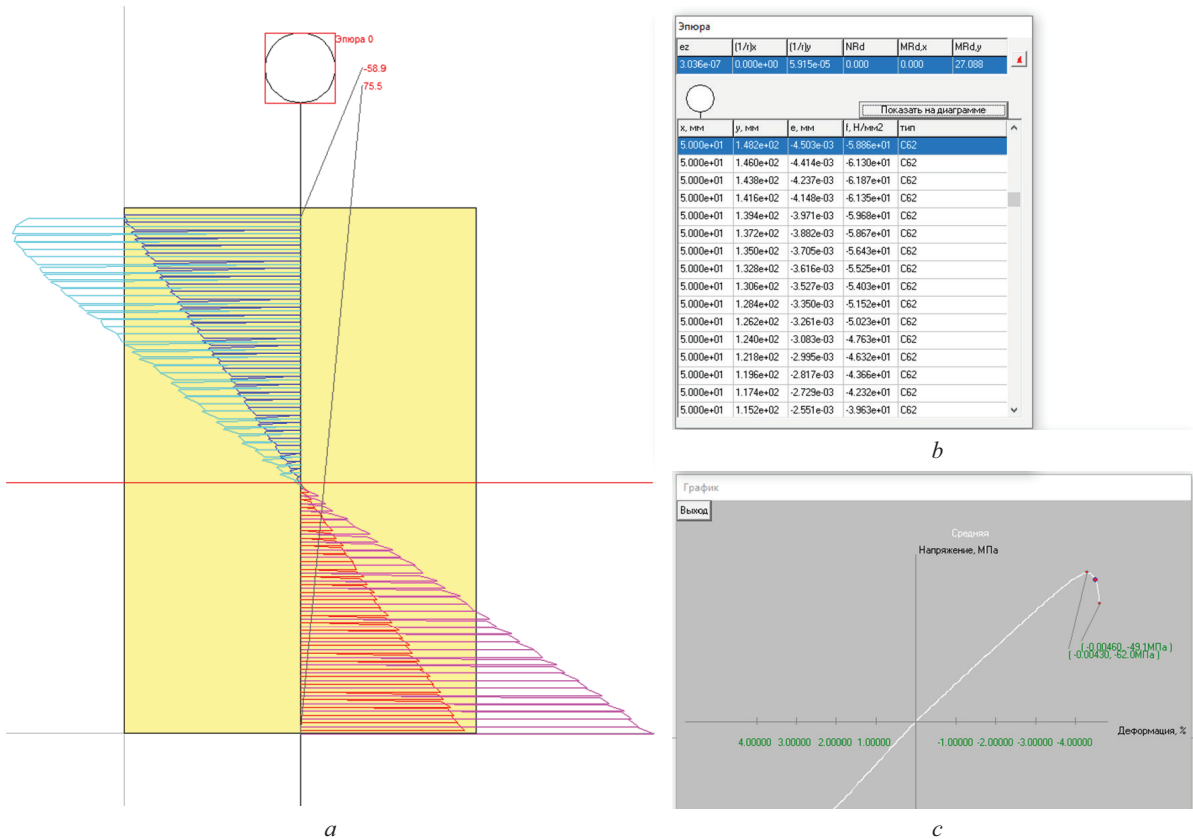 Эпюра 0
-58.9
75.5
a
Эпюра
ez (1/r)x (1/r)y NRd MRd,x MRd,y
3.036e-07 0.000e+00 5.915e-05 0.000 0.000 27.088
Показать на диаграмме
x, мм y, мм e, мм f, Н/мм2 тип
5.000e+01 1.482e+02 -4.503e-03 -5.886e+01 C62
5.000e+01 1.460e+02 -4.414e-03 -6.130e+01 C62
5.000e+01 1.438e+02 -4.237e-03 -6.187e+01 C62
5.000e+01 1.416e+02 -4.148e-03 -6.135e+01 C62
5.000e+01 1.394e+02 -3.971e-03 -5.968e+01 C62
5.000e+01 1.372e+02 -3.882e-03 -5.867e+01 C62
5.000e+01 1.350e+02 -3.705e-03 -5.643e+01 C62
5.000e+01 1.328e+02 -3.616e-03 -5.525e+01 C62
5.000e+01 1.306e+02 -3.527e-03 -5.403e+01 C62
5.000e+01 1.284e+02 -3.350e-03 -5.152e+01 C62
5.000e+01 1.262e+02 -3.261e-03 -5.023e+01 C62
5.000e+01 1.240e+02 -3.083e-03 -4.763e+01 C62
5.000e+01 1.218e+02 -2.995e-03 -4.632e+01 C62
5.000e+01 1.196e+02 -2.817e-03 -4.366e+01 C62
5.000e+01 1.174e+02 -2.729e-03 -4.232e+01 C62
5.000e+01 1.152e+02 -2.551e-03 -3.963e+01 C62
b
График
Выход
Средняя
Напряжение, МПа
( -0.00460, -49.1МПа )
( -0.00430, -62.0МПа )
Деформация, %
4.00000 3.00000 2.00000 1.00000 -1.00000 -2.00000 -3.00000 -4.00000
c